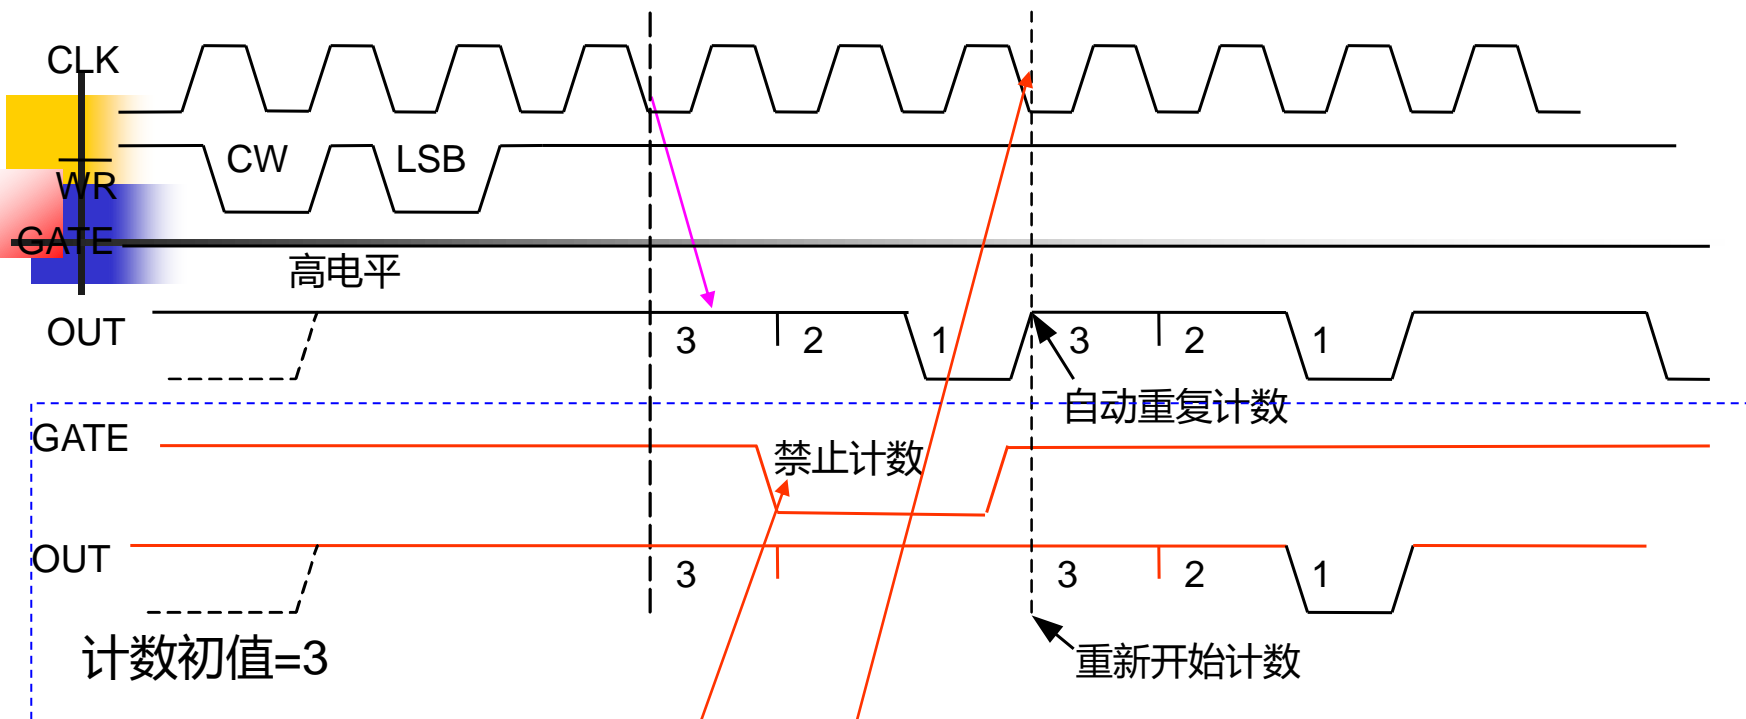 CLK
WR
CW LSB
GATE
高电平
OUT
3 2 1 3 2 1
自动重复计数
GATE
禁止计数
OUT
3 3 2 1
计数初值=3
重新开始计数